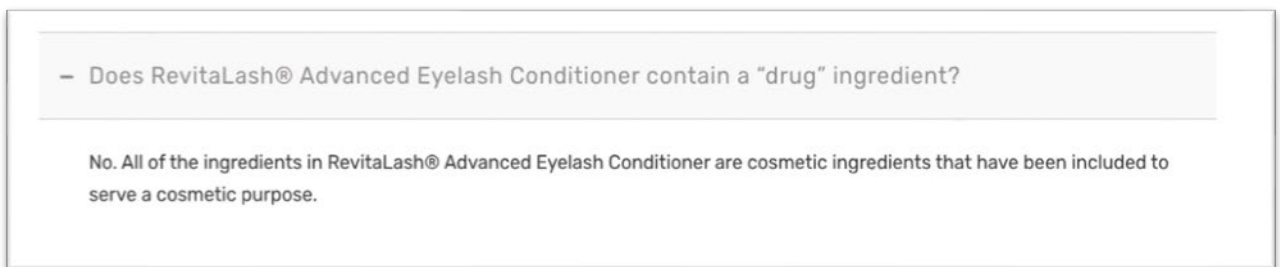 – Does RevitaLash® Advanced Eyelash Conditioner contain a “drug” ingredient?
No. All of the ingredients in RevitaLash® Advanced Eyelash Conditioner are cosmetic ingredients that have been included to
serve a cosmetic purpose.